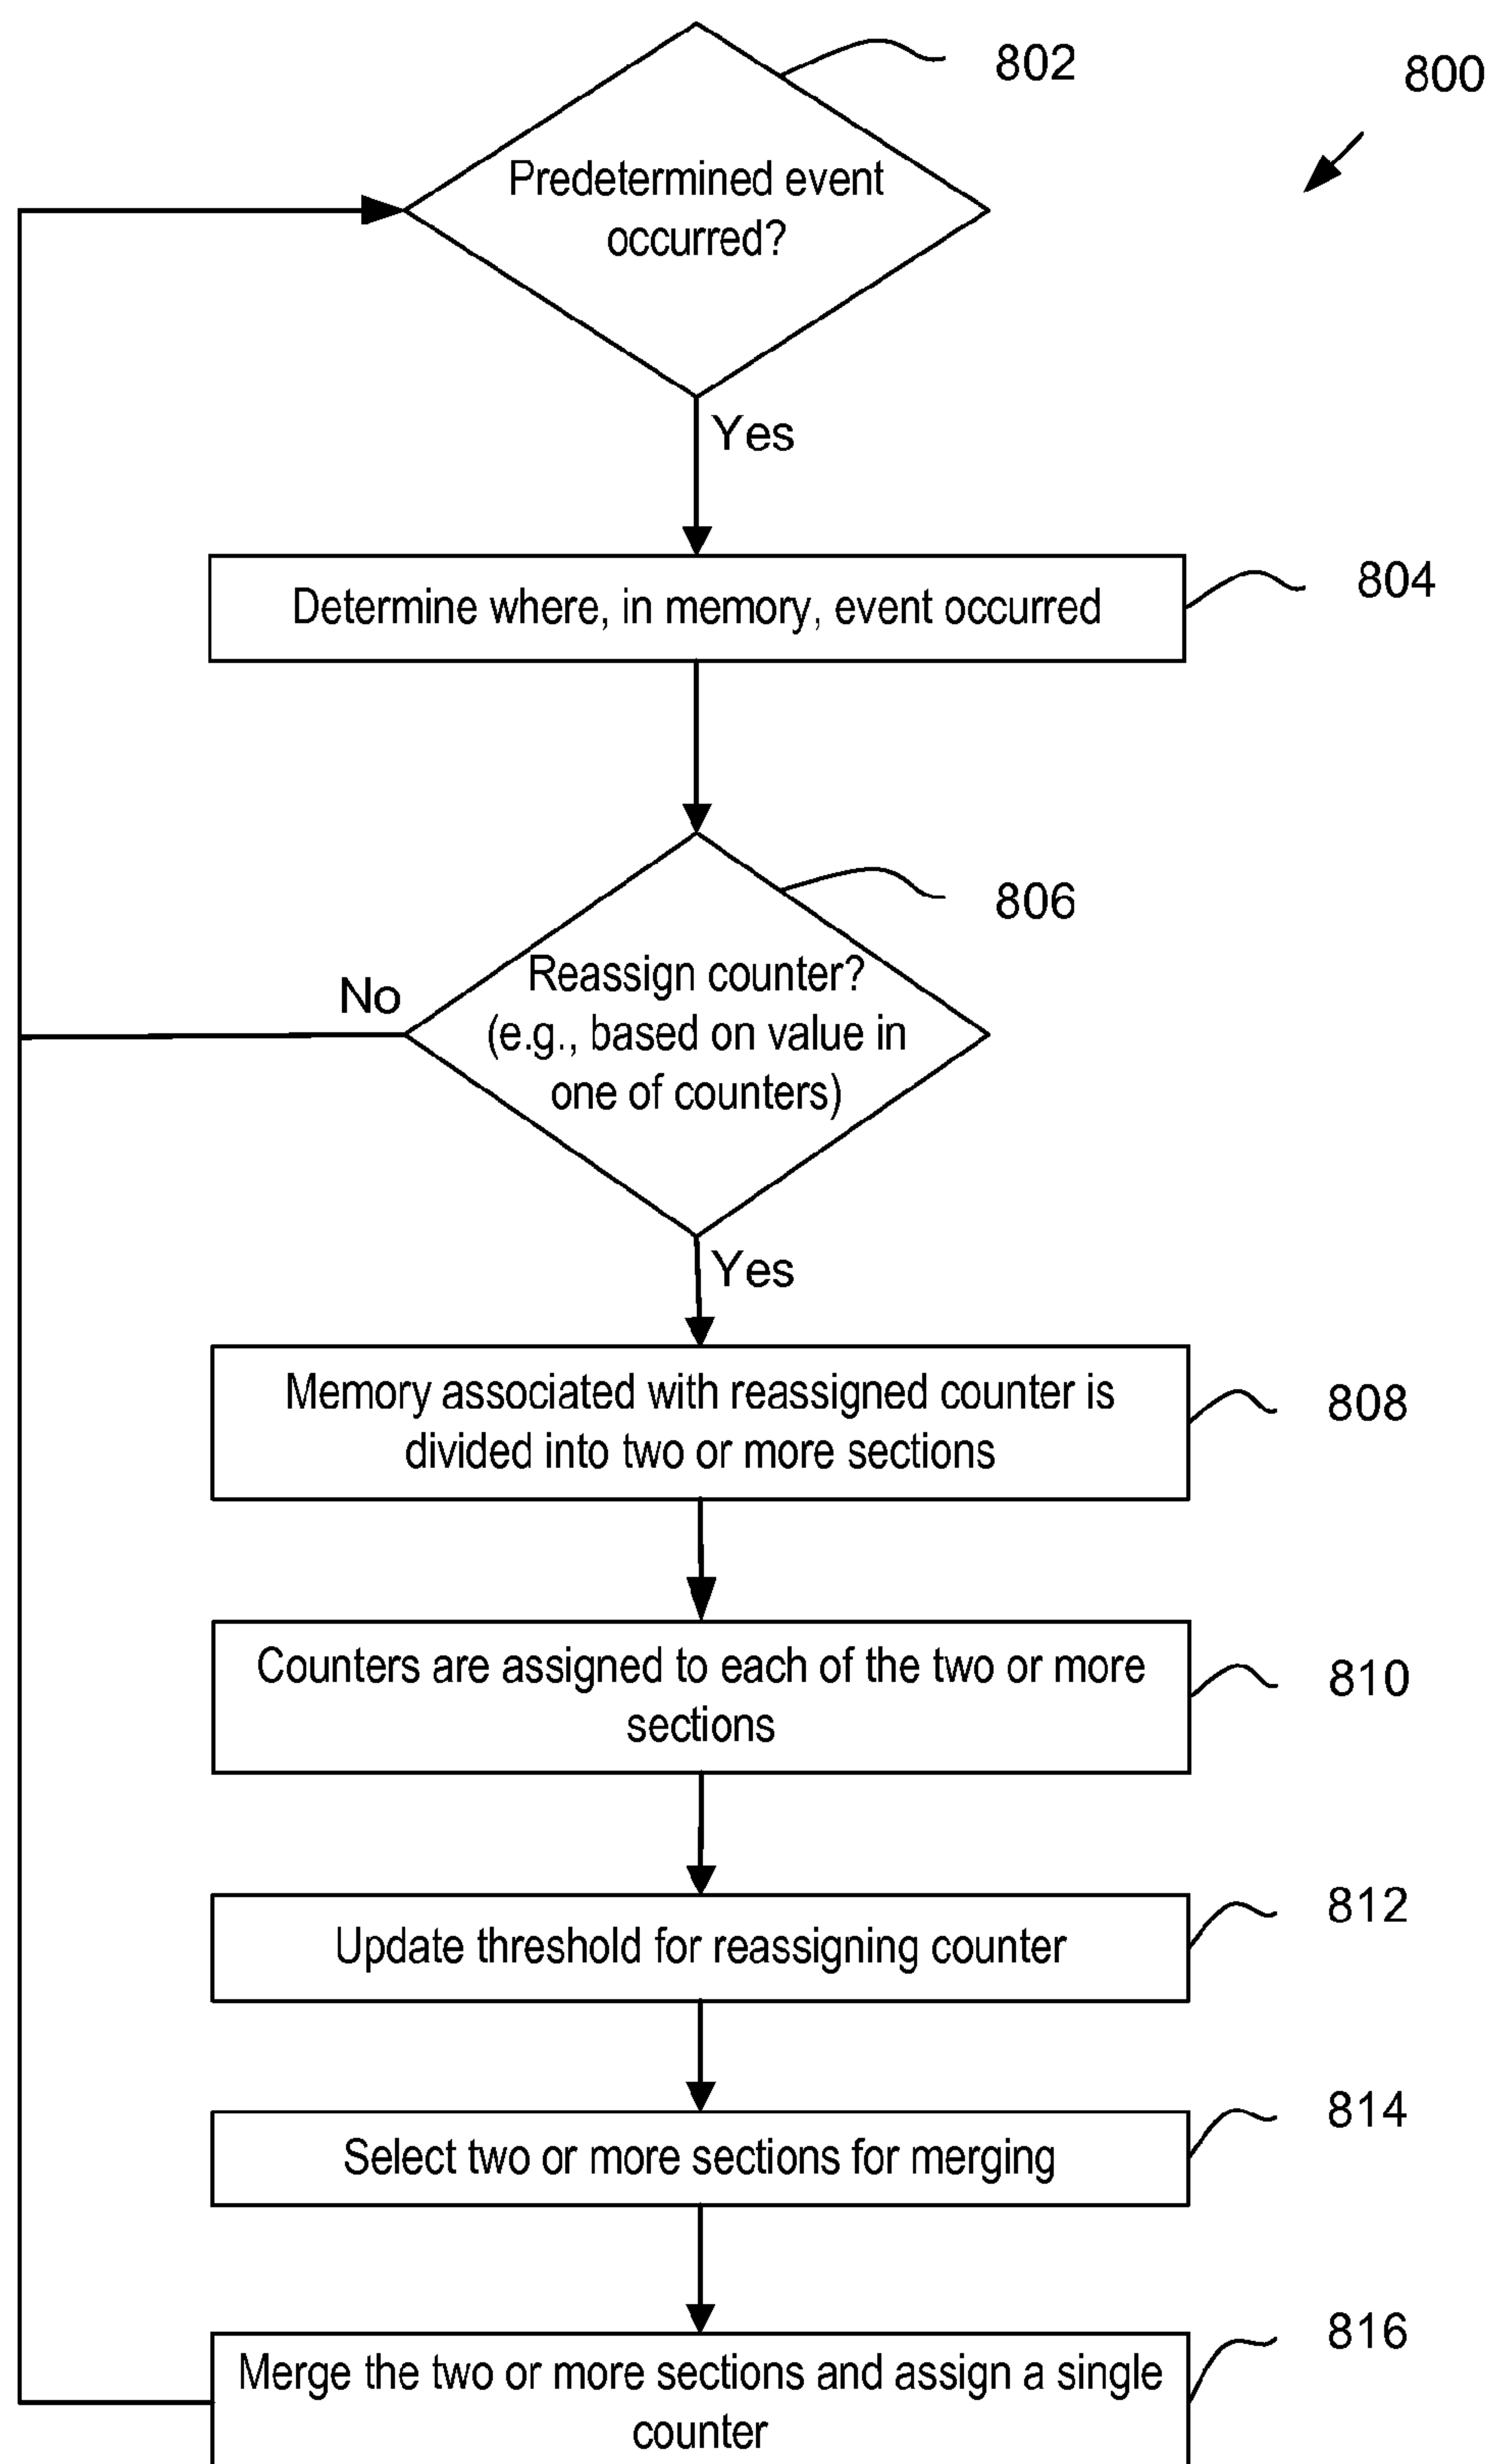 802
800
Predetermined event
occurred?
Yes
Determine where, in memory, event occurred
804
806
Reassign counter?
(e.g., based on value in
one of counters)
No
Yes
Memory associated with reassigned counter is
divided into two or more sections
808
Counters are assigned to each of the two or more
sections
810
Update threshold for reassigning counter
812
Select two or more sections for merging
814
Merge the two or more sections and assign a single
counter
816